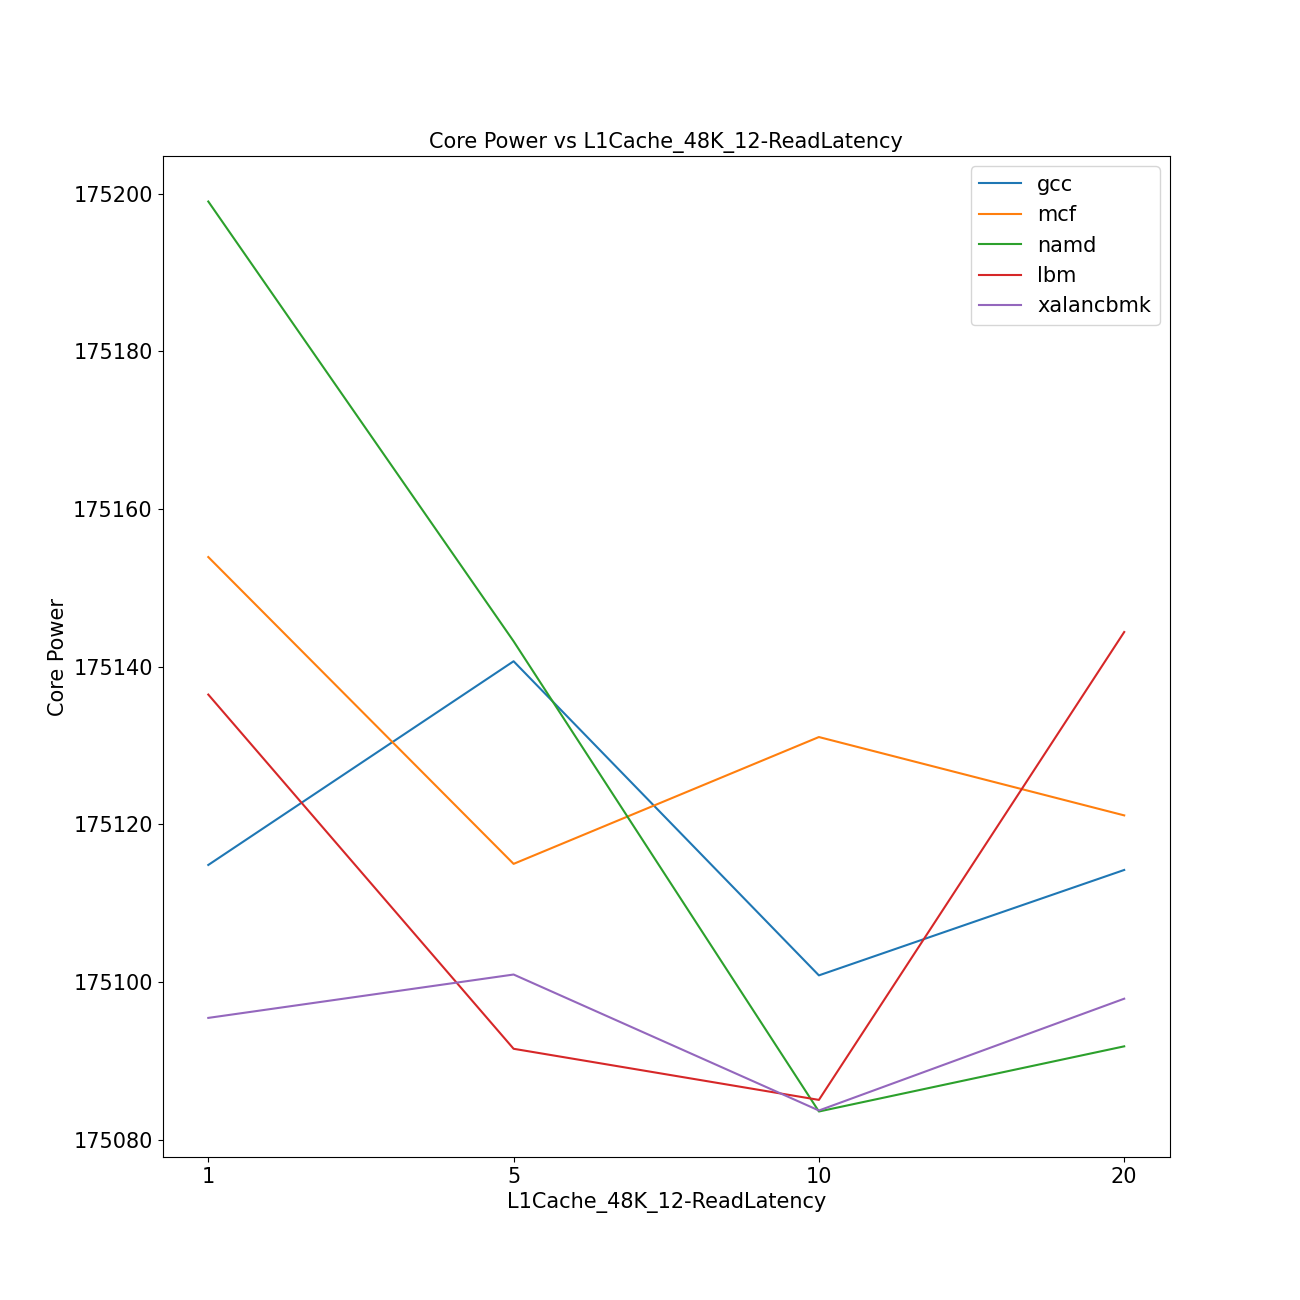 Core Power vs L1Cache_48K_12-ReadLatency
gcc
mcf
namd
lbm
xalancbmk
175200
175180
175160
175140
175120
175100
175080
Core Power
1 5 10 20
L1Cache_48K_12-ReadLatency